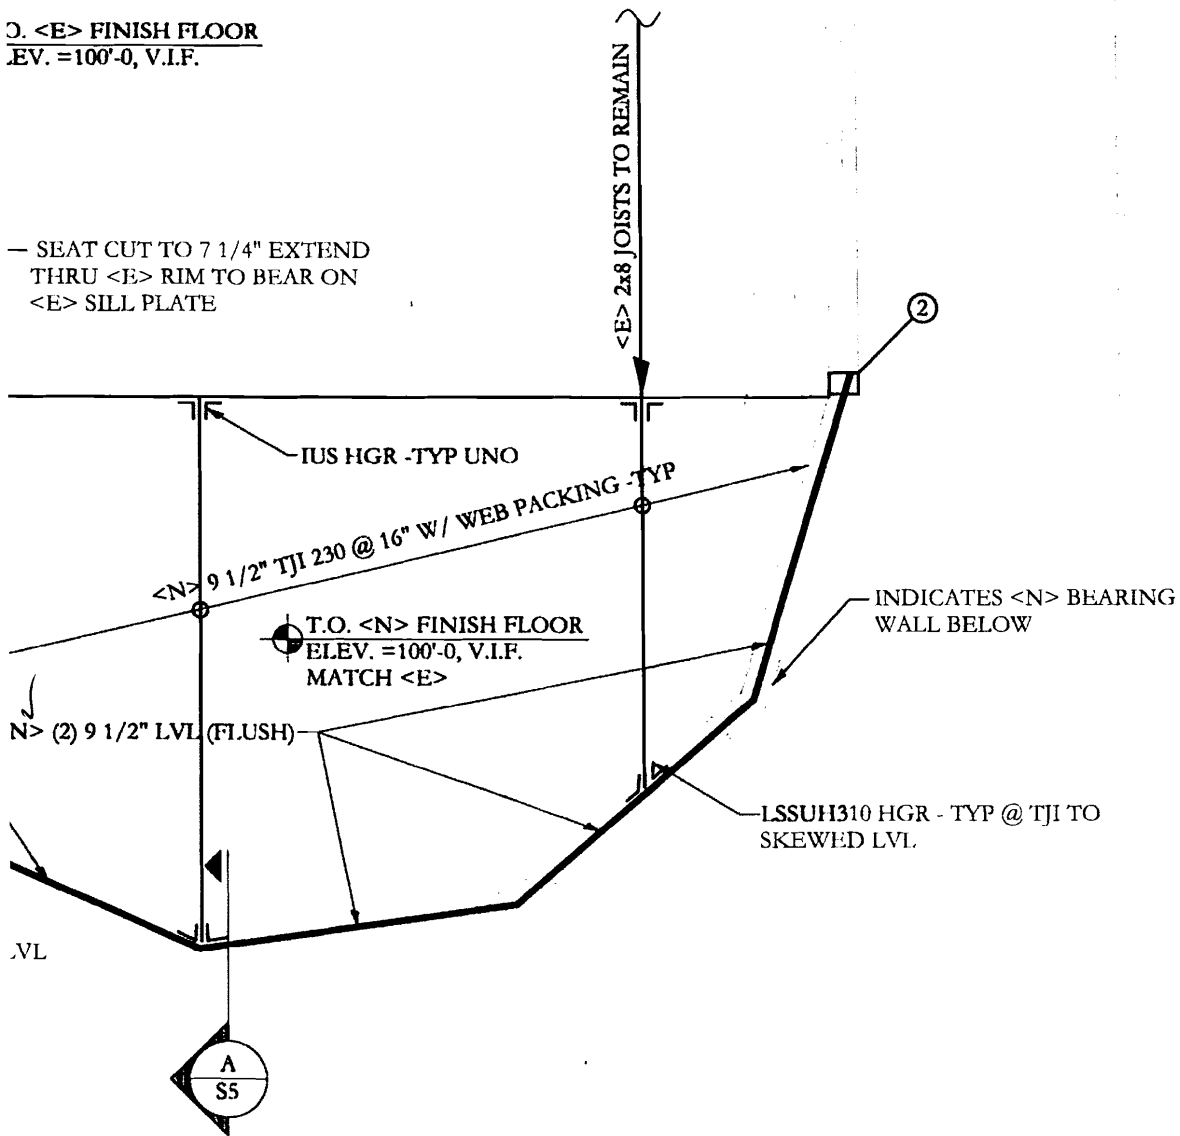 O. <E> FINISH FLOOR
EV. =100'-0, V.I.F.
<E> 2x8 JOISTS TO REMAIN
— SEAT CUT TO 7 1/4" EXTEND
THRU <E> RIM TO BEAR ON
<E> SILL PLATE
2
IUS HGR -TYP UNO
<N> 9 1/2" TJI 230 @ 16" W/ WEB PACKING -TYP
INDICATES <N> BEARING
WALL BELOW
T.O. <N> FINISH FLOOR
ELEV. =100'-0, V.I.F.
MATCH <E>
N> (2) 9 1/2" LVL (FLUSH)
LSSUH310 HGR - TYP @ TJI TO
SKEWED LVL
VL
A
S5